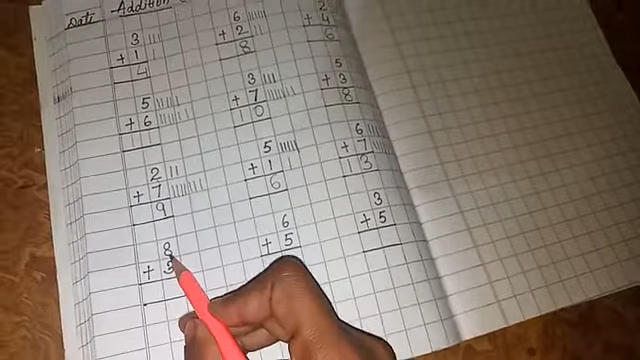 Date
Addition
3 6 2
+ 1 + 2 + 4
4 8 6
5 3 5
+ 6 + 7 + 3
11 10 8
2 5 6
+ 7 + 1 + 7
9 6 13
8 6 3
+ 3 + 5 + 5